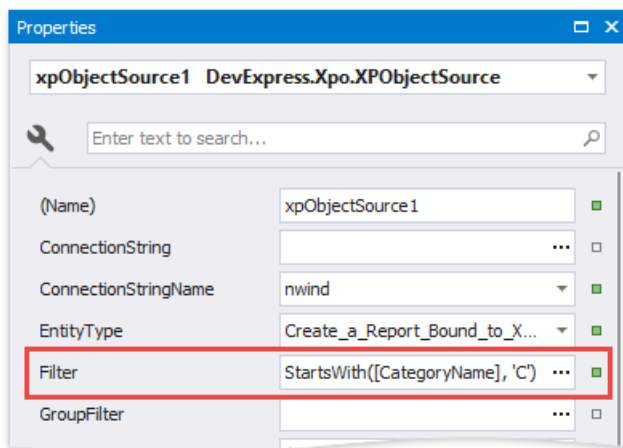 Properties
xpObjectSource1 DevExpress.Xpo.XPObjectSource
Enter text to search...
(Name) xpObjectSource1
ConnectionString ...
ConnectionStringName nwind
EntityType Create_a_Report_Bound_to_X...
Filter StartsWith([CategoryName], 'C') ...
GroupFilter ...